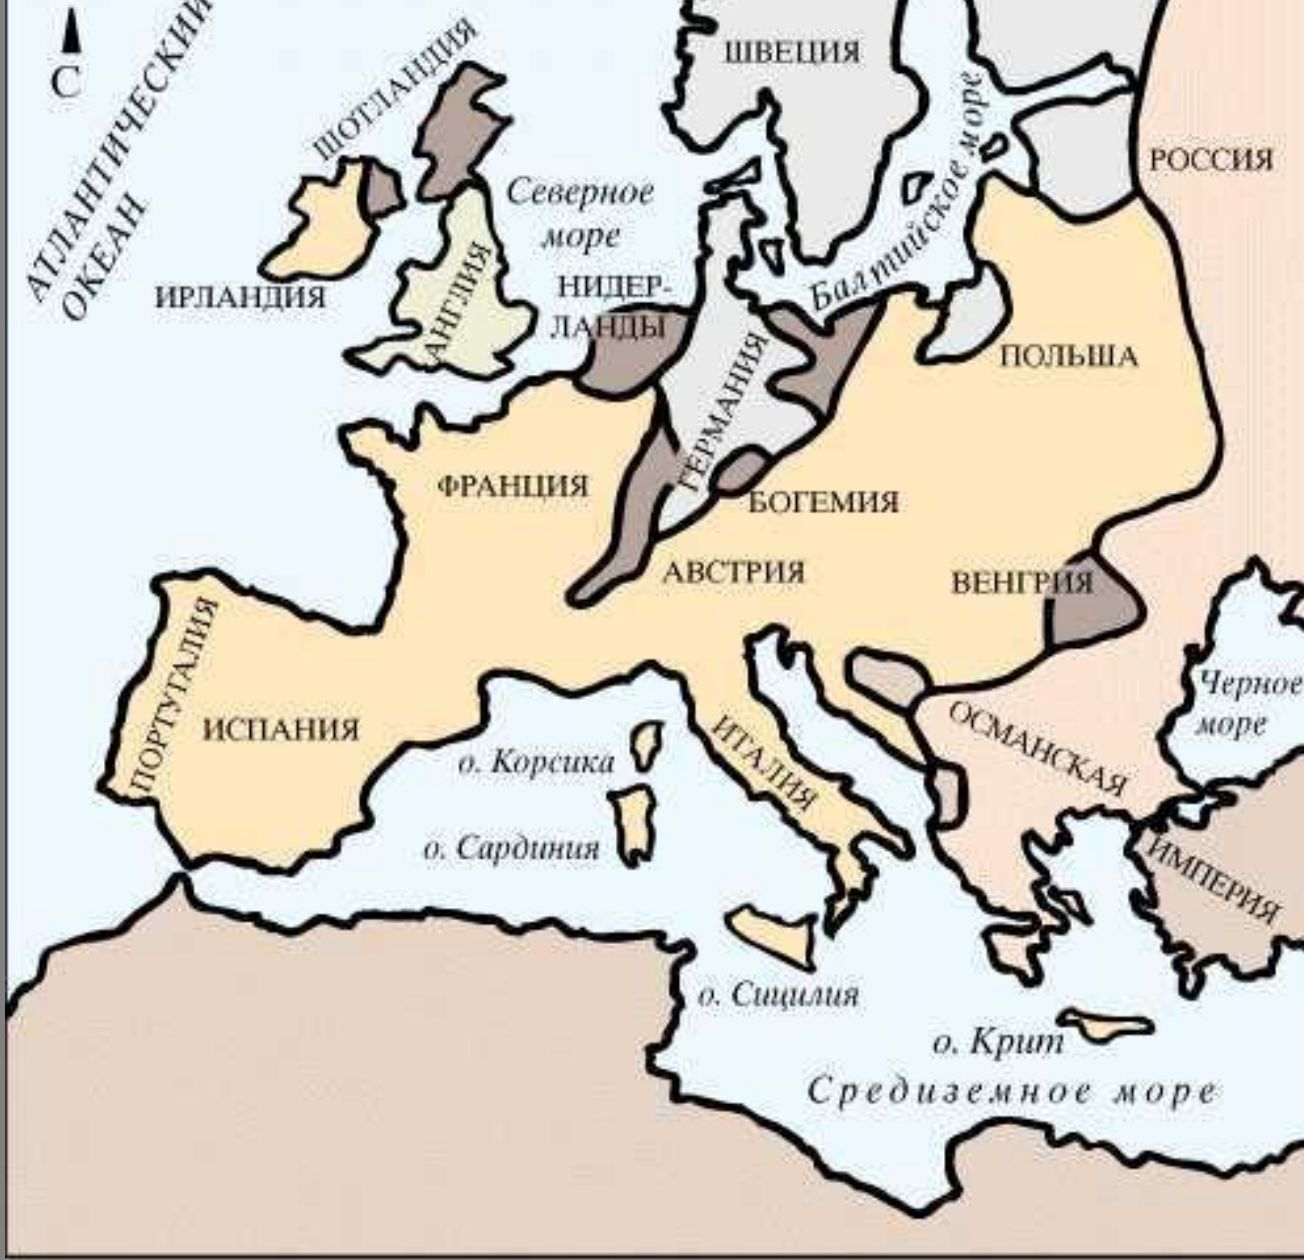 АТЛАНТИЧЕСКИЙ
ОКЕАН
С
ШОТЛАНДИЯ
ШВЕЦИЯ
Балтийское море
РОССИЯ
Северное
море
ИРЛАНДИЯ
АНГЛИЯ
НИДЕР-
ЛАНДЫ
ГЕРМАНИЯ
ПОЛЬША
ФРАНЦИЯ
БОГЕМИЯ
АВСТРИЯ
ВЕНГРИЯ
ПОРТУГАЛИЯ
ИСПАНИЯ
Черное
море
о. Корсика
ИТАЛИЯ
ОСМАНСКАЯ
ИМПЕРИЯ
о. Сардиния
о. Сицилия
о. Крит
Средиземное море